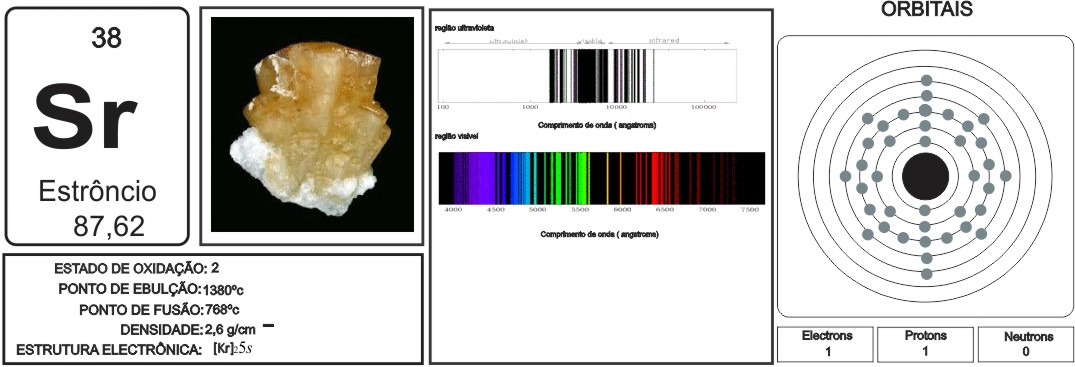 38
Sr
Estrôncio
87,62
ESTADO DE OXIDAÇÃO: 2
PONTO DE EBULÇÃO: 1380ºc
PONTO DE FUSÃO: 768ºc
DENSIDADE: 2,6 g/cm –
ESTRUTURA ELECTRÔNICA: [Kr]25s
região ultravioleta
ultraviolet visible infrared
100 1000 10000 100000
Comprimento de onda ( angstroms)
região visivel
4000 4500 5000 5500 6000 6500 7000 7500
Comprimento de onda ( angstroms)
ORBITAIS
Electrons Protons Neutrons
1 1 0